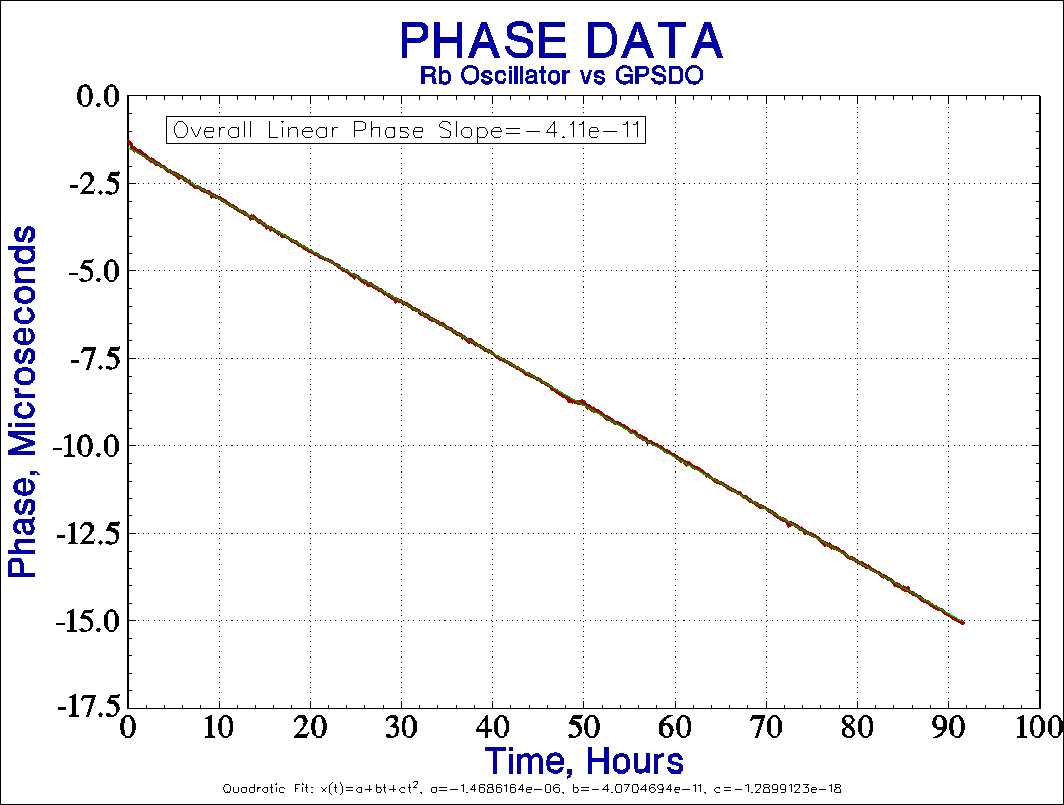 PHASE DATA
Rb Oscillator vs GPSDO
Overall Linear Phase Slope=-4.11e-11
0.0
-2.5
-5.0
-7.5
-10.0
-12.5
-15.0
-17.5
Phase, Microseconds
0 10 20 30 40 50 60 70 80 90 100
Time, Hours
Quadratic Fit: x(t)=a+bt+ct², a=-1.4686164e-06, b=-4.0704694e-11, c=-1.2899123e-18